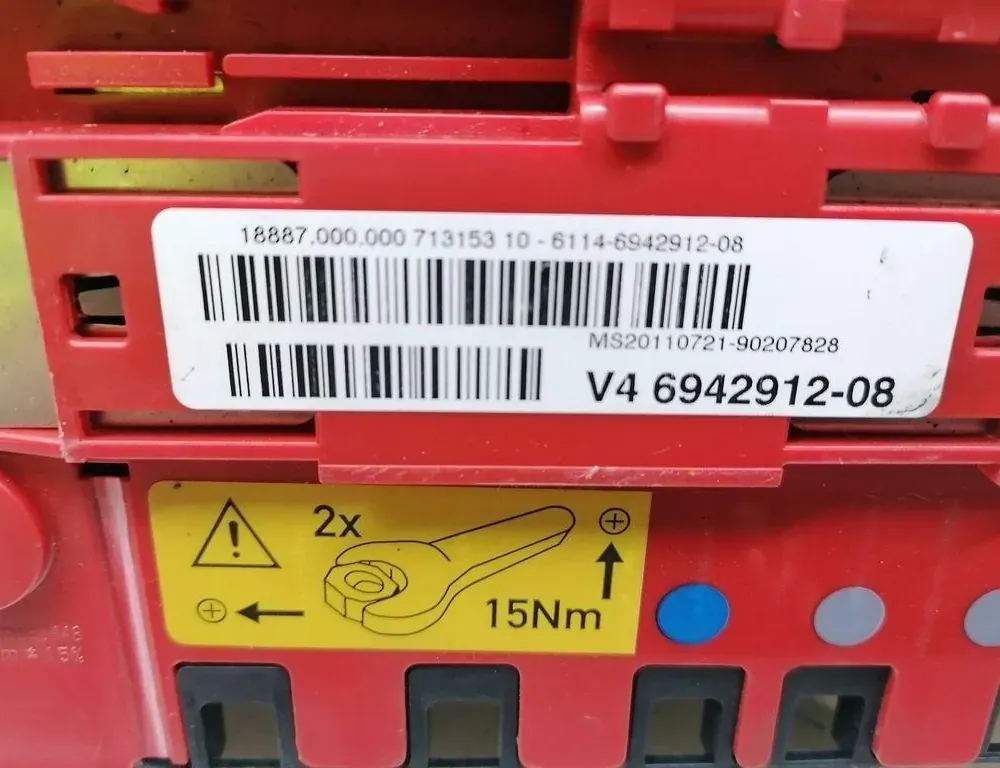 18887.000.000 713153 10 - 6114-6942912-08
MS20110721-90207828
V4 6942912-08
2x
15Nm